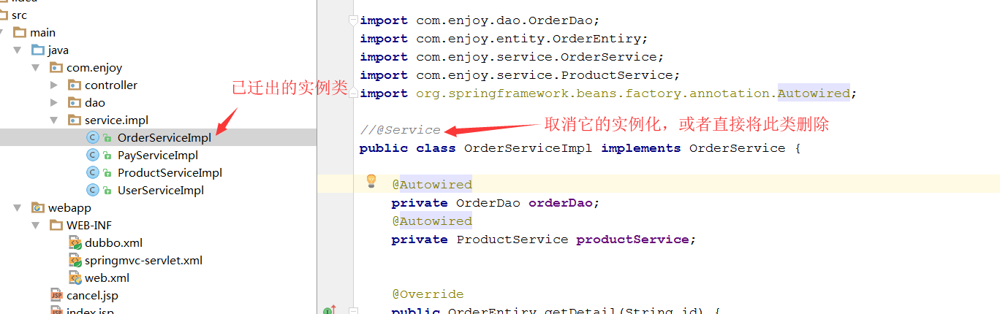 src
main
java
com.enjoy
controller
dao
service.impl
OrderServiceImpl
PayServiceImpl
ProductServiceImpl
UserServiceImpl
webapp
WEB-INF
dubbo.xml
springmvc-servlet.xml
web.xml
cancel.jsp
index.jsp
已迁出的实例类
import com.enjoy.dao.OrderDao;
import com.enjoy.entity.OrderEntiry;
import com.enjoy.service.OrderService;
import com.enjoy.service.ProductService;
import org.springframework.beans.factory.annotation.Autowired;
//@Service
取消它的实例化，或者直接将此类删除
public class OrderServiceImpl implements OrderService {
@Autowired
private OrderDao orderDao;
@Autowired
private ProductService productService;
@Override
public OrderEntiry getDetail(String id) {